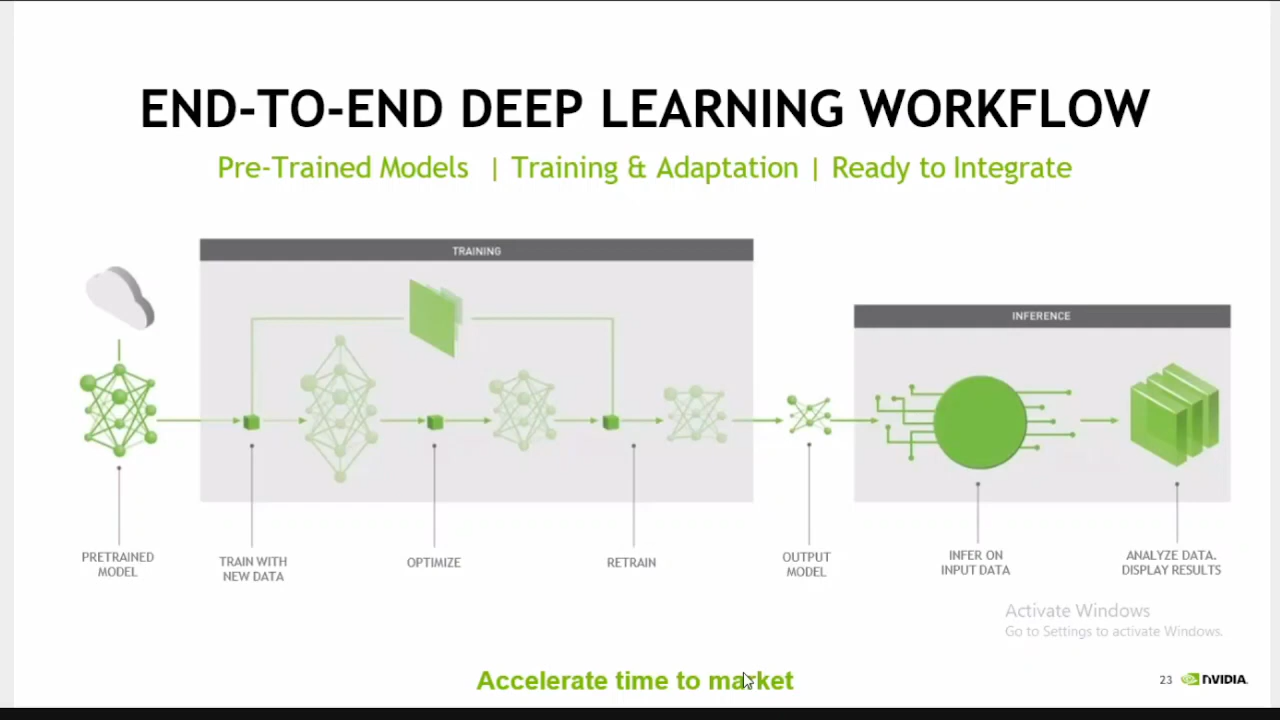 END-TO-END DEEP LEARNING WORKFLOW
Pre-Trained Models | Training & Adaptation | Ready to Integrate
TRAINING
INFERENCE
PRETRAINED
MODEL
TRAIN WITH
NEW DATA
OPTIMIZE
RETRAIN
OUTPUT
MODEL
INFER ON
INPUT DATA
ANALYZE DATA.
DISPLAY RESULTS
Activate Windows
Go to Settings to activate Windows.
Accelerate time to market
23 NVIDIA.